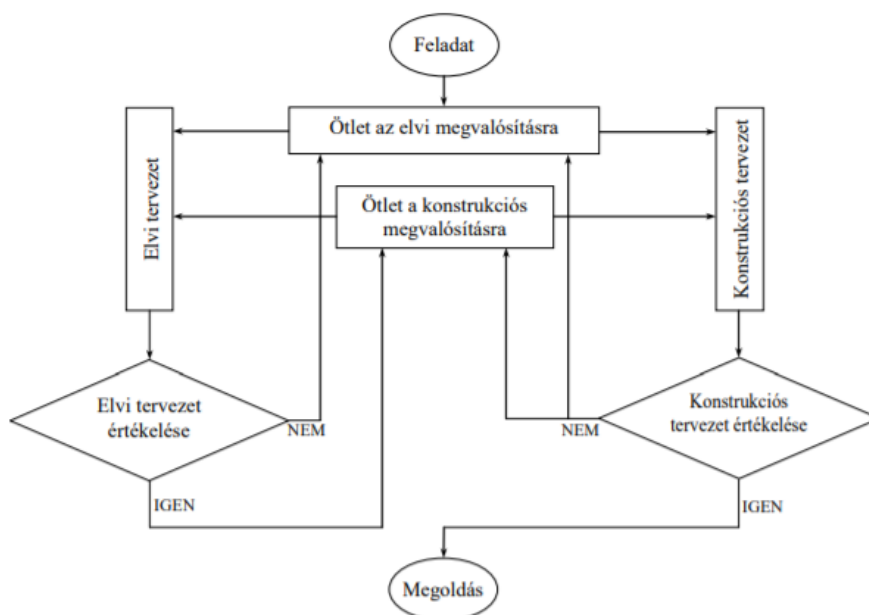 Feladat
Ötlet az elvi megvalósításra
Elvi tervezet
Ötlet a konstrukciós
megvalósításra
Konstrukciós tervezet
Elvi tervezet
értékelése
NEM
IGEN
Konstrukciós
tervezet értékelése
NEM
IGEN
Megoldás